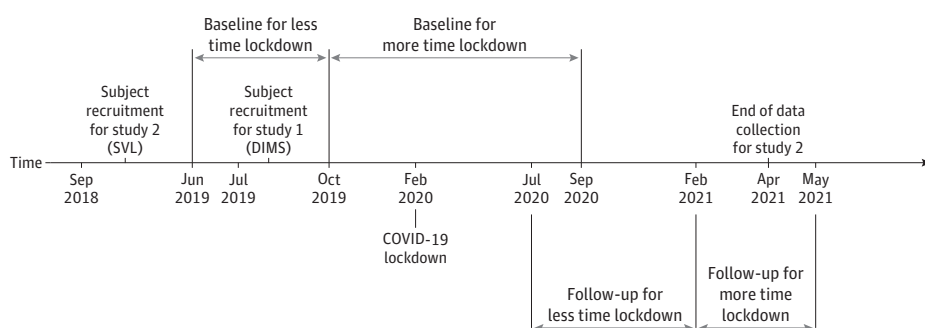 Baseline for less
time lockdown
Baseline for
more time lockdown
Subject
recruitment
for study 2
(SVL)
Subject
recruitment
for study 1
(DIMS)
End of data
collection
for study 2
Time
Sep
2018
Jun
2019
Jul
2019
Oct
2019
Feb
2020
Jul
2020
Sep
2020
Feb
2021
Apr
2021
May
2021
COVID-19
lockdown
Follow-up for
less time lockdown
Follow-up for
more time
lockdown